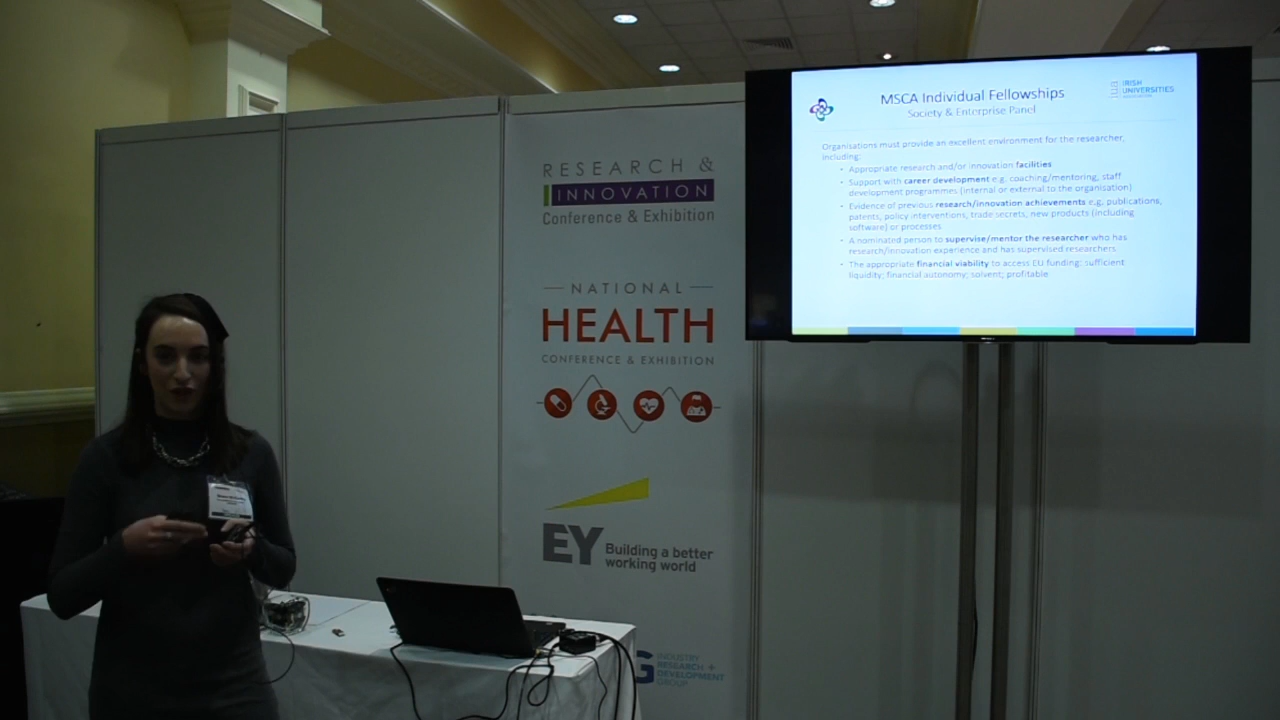 RESEARCH &
INNOVATION
Conference & Exhibition
NATIONAL
HEALTH
CONFERENCE & EXHIBITION
EY
Building a better
working world
G
INDUSTRY
RESEARCH +
DEVELOPMENT
GROUP
MSCA Individual Fellowships
Society & Enterprise Panel
IRISH
UNIVERSITIES
Organisations must provide an excellent environment for the researcher,
including:
• Appropriate research and/or innovation facilities
• Support with career development e.g. coaching/mentoring, staff
development programmes (internal or external to the organisation)
• Evidence of previous research/innovation achievements e.g. publications,
patents, policy interventions, trade secrets, new products (including
software) or processes
• A nominated person to supervise/mentor the researcher who has
research/innovation experience and has supervised researchers
• The appropriate financial viability to access EU funding: sufficient
liquidity; financial autonomy; solvent; profitable